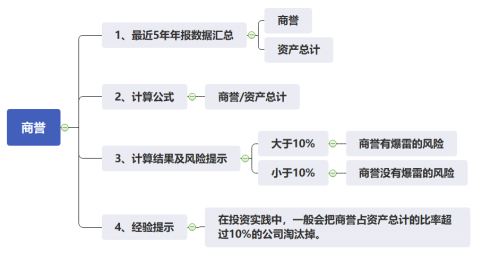 商誉
1、最近5年年报数据汇总
商誉
资产总计
2、计算公式
商誉/资产总计
3、计算结果及风险提示
大于10%
商誉有爆雷的风险
小于10%
商誉没有爆雷的风险
4、经验提示
在投资实践中，一般会把商誉占资产总计的比率超
过10%的公司淘汰掉。